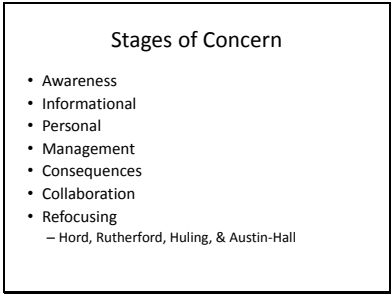 Stages of Concern
• Awareness
• Informational
• Personal
• Management
• Consequences
• Collaboration
• Refocusing
– Hord, Rutherford, Huling, & Austin-Hall